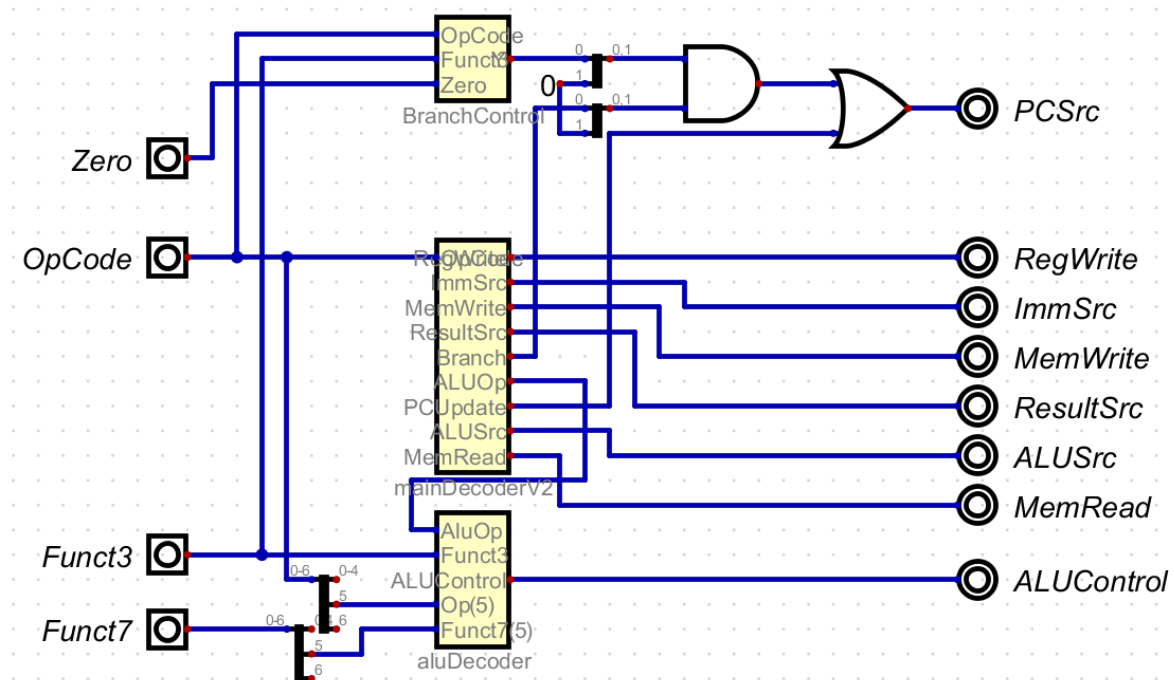 OpCode
Funct3
Zero
BranchControl
0
1
0,1
0
0
1
0,1
PCSrc
Zero
OpCode
RegWrite
OpCode
ImmSrc
MemWrite
ResultSrc
Branch
ALUOp
PCUpdate
ALUSrc
MemRead
mainDecoderV2
RegWrite
ImmSrc
MemWrite
ResultSrc
ALUSrc
MemRead
AluOp
Funct3
ALUControl
Op(5)
Funct7(5)
aluDecoder
ALUControl
Funct3
Funct7
0-6
0-4
5
6
0-6
5
6